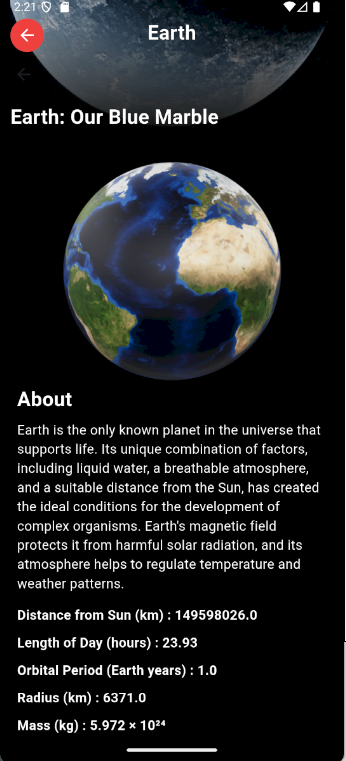 2:21
Earth
Earth: Our Blue Marble
About
Earth is the only known planet in the universe that
supports life. Its unique combination of factors,
including liquid water, a breathable atmosphere,
and a suitable distance from the Sun, has created
the ideal conditions for the development of
complex organisms. Earth's magnetic field
protects it from harmful solar radiation, and its
atmosphere helps to regulate temperature and
weather patterns.
Distance from Sun (km) : 149598026.0
Length of Day (hours) : 23.93
Orbital Period (Earth years) : 1.0
Radius (km) : 6371.0
Mass (kg) : 5.972 × 10²⁴